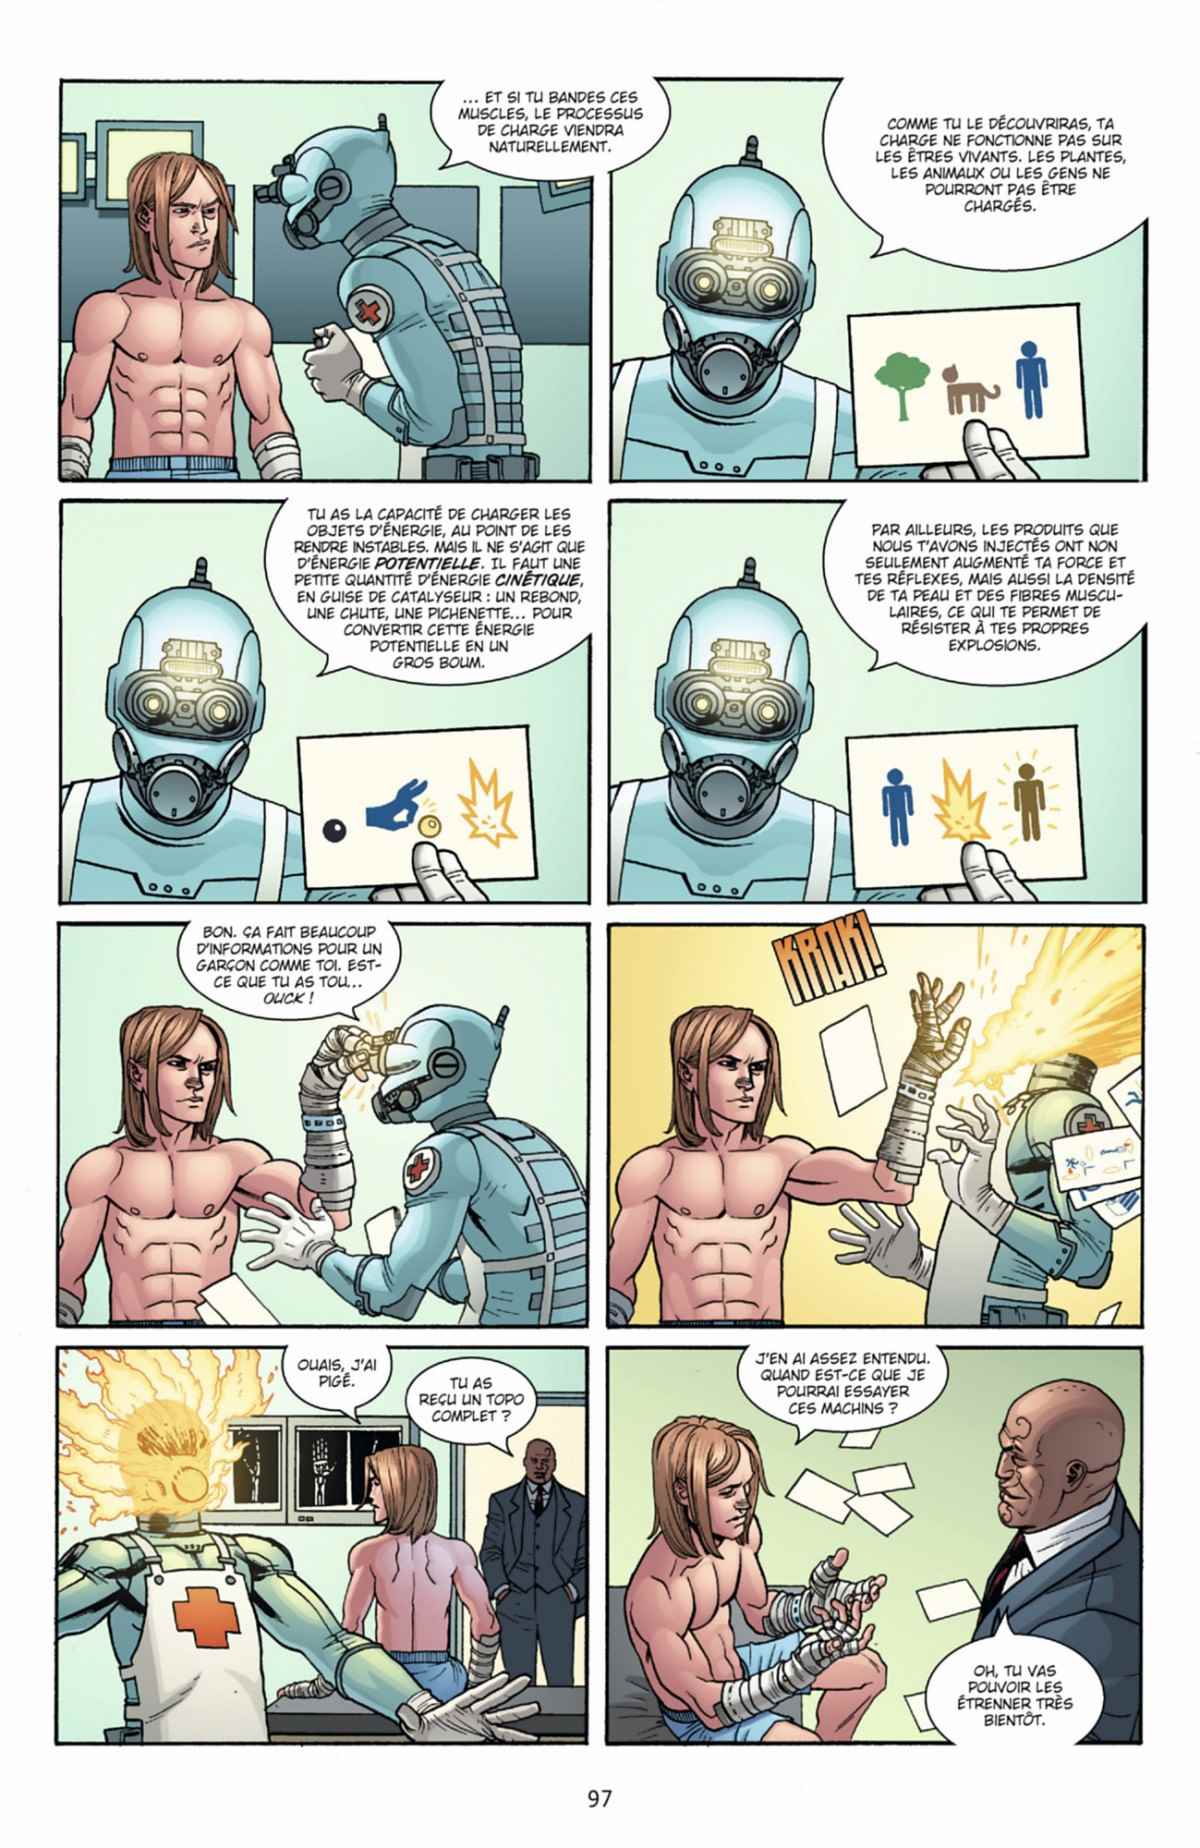 ... ET SI TU BANDES CES
MUSCLES, LE PROCESSUS
DE CHARGE VIENDRA
NATURELLEMENT.
COMME TU LE DÉCOUVRIRAS, TA
CHARGE NE FONCTIONNE PAS SUR
LES ÊTRES VIVANTS. LES PLANTES,
LES ANIMAUX OU LES GENS NE
POURRONT PAS ÊTRE
CHARGÉS.
TU AS LA CAPACITÉ DE CHARGER LES
OBJETS D'ÉNERGIE, AU POINT DE LES
RENDRE INSTABLES. MAIS IL NE S'AGIT QUE
D'ÉNERGIE POTENTIELLE. IL FAUT UNE
PETITE QUANTITÉ D'ÉNERGIE CINÉTIQUE,
EN GUISE DE CATALYSEUR : UN REBOND,
UNE CHUTE, UNE PICHENETTE... POUR
CONVERTIR CETTE ÉNERGIE
POTENTIELLE EN UN
GROS BOUM.
PAR AILLEURS, LES PRODUITS QUE
NOUS T'AVONS INJECTÉS ONT NON
SEULEMENT AUGMENTÉ TA FORCE ET
TES RÉFLEXES, MAIS AUSSI LA DENSITÉ
DE TA PEAU ET DES FIBRES MUSCU-
LAIRES, CE QUI TE PERMET DE
RÉSISTER À TES PROPRES
EXPLOSIONS.
BON. ÇA FAIT BEAUCOUP
D'INFORMATIONS POUR UN
GARÇON COMME TOI. EST-
CE QUE TU AS TOU...
OUCK !
KRAK!
OUAIS, J'AI
PIGÉ.
TU AS
REÇU UN TOPO
COMPLET ?
J'EN AI ASSEZ ENTENDU.
QUAND EST-CE QUE JE
POURRAI ESSAYER
CES MACHINS ?
OH, TU VAS
POUVOIR LES
ÉTRENNER TRÈS
BIENTÔT.
97